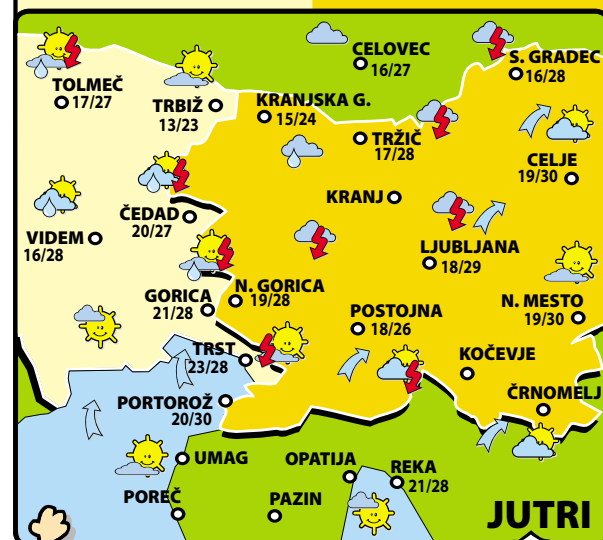 CELOVEC
16/27
S. GRADEC
16/28
TOLMEČ
17/27
TRBIŽ
13/23
KRANJSKA G.
15/24
TRŽIČ
17/28
CELJE
19/30
KRANJ
ČEDAD
20/27
VIDEM
16/28
LJUBLJANA
18/29
N. GORICA
19/28
GORICA
21/28
POSTOJNA
18/26
N. MESTO
19/30
TRST
23/28
KOČEVJE
PORTOROŽ
20/30
ČRNOMELJ
UMAG
OPATIJA
REKA
21/28
POREČ
PAZIN
JUTRI